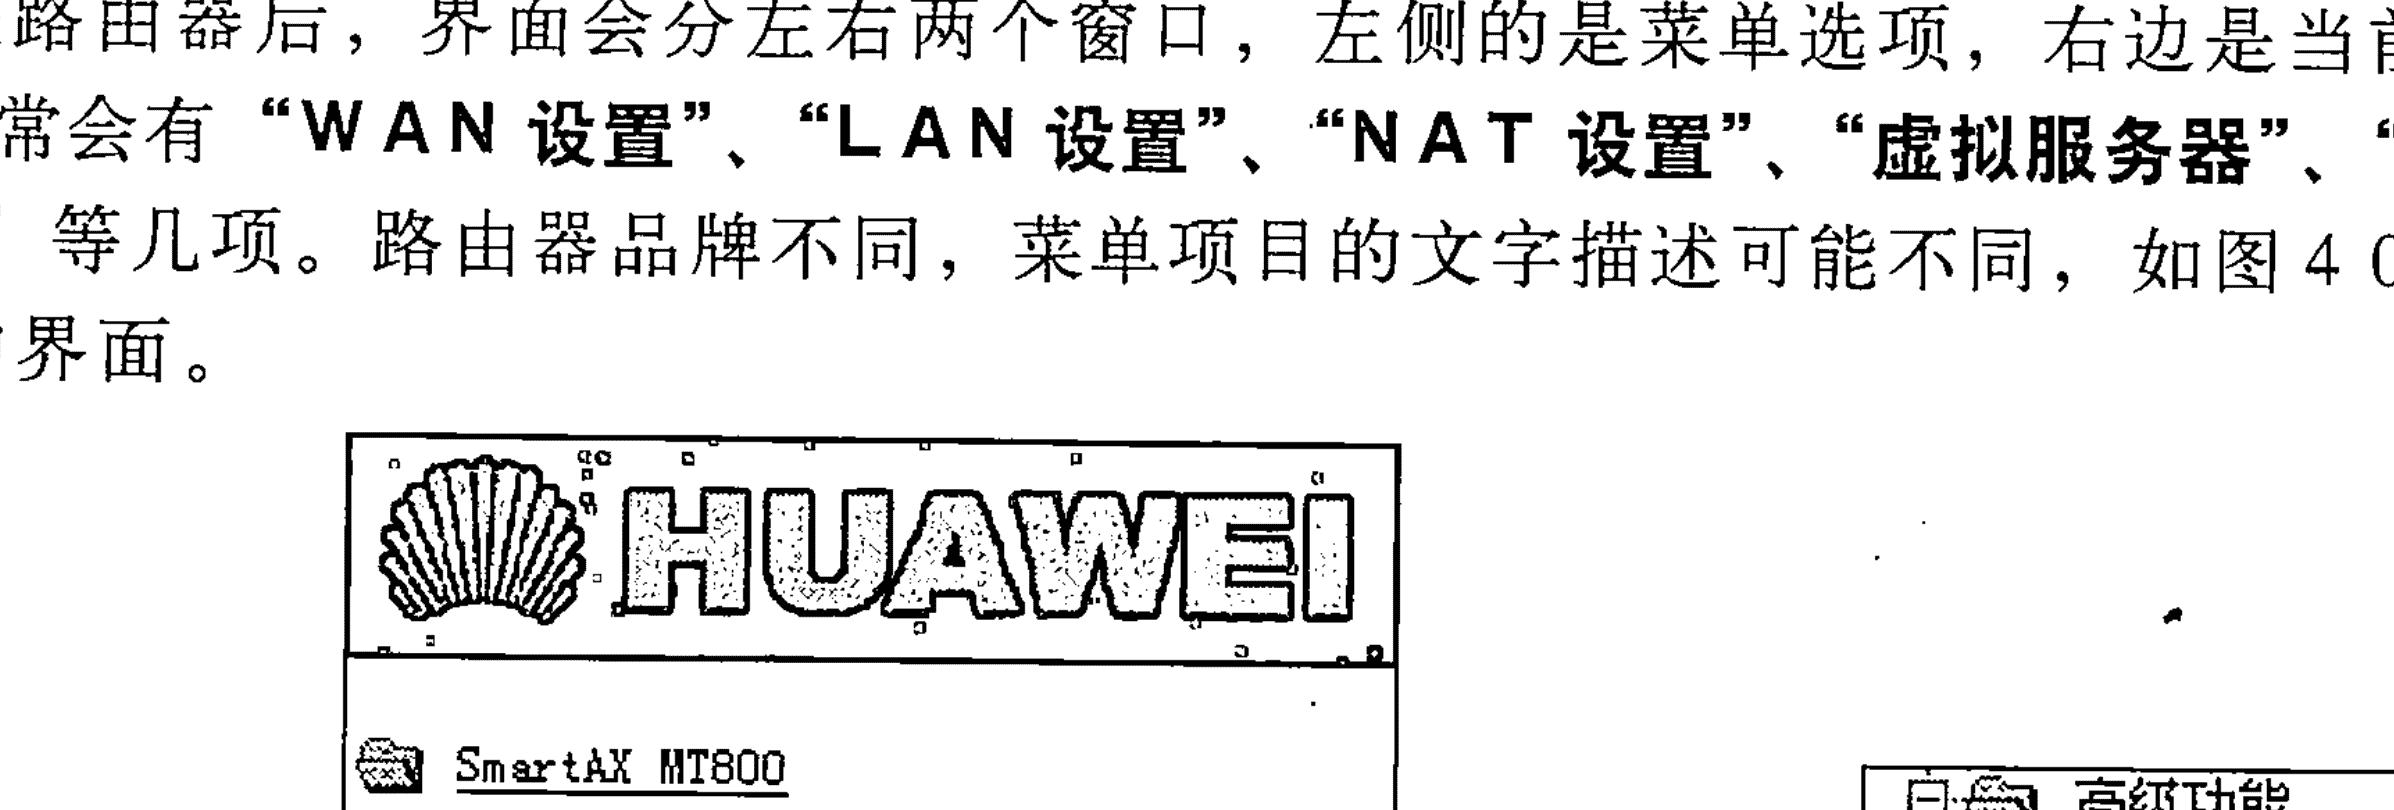 路由器后，界面会分左右两个窗口，左侧的是菜单选项，右边是当前
常会有“WAN 设置”、“LAN 设置”、“NAT 设置”、“虚拟服务器”、“
等几项。路由器品牌不同，菜单项目的文字描述可能不同，如图4
界面。
HUAWEI
SmartAX MT800
高级功能